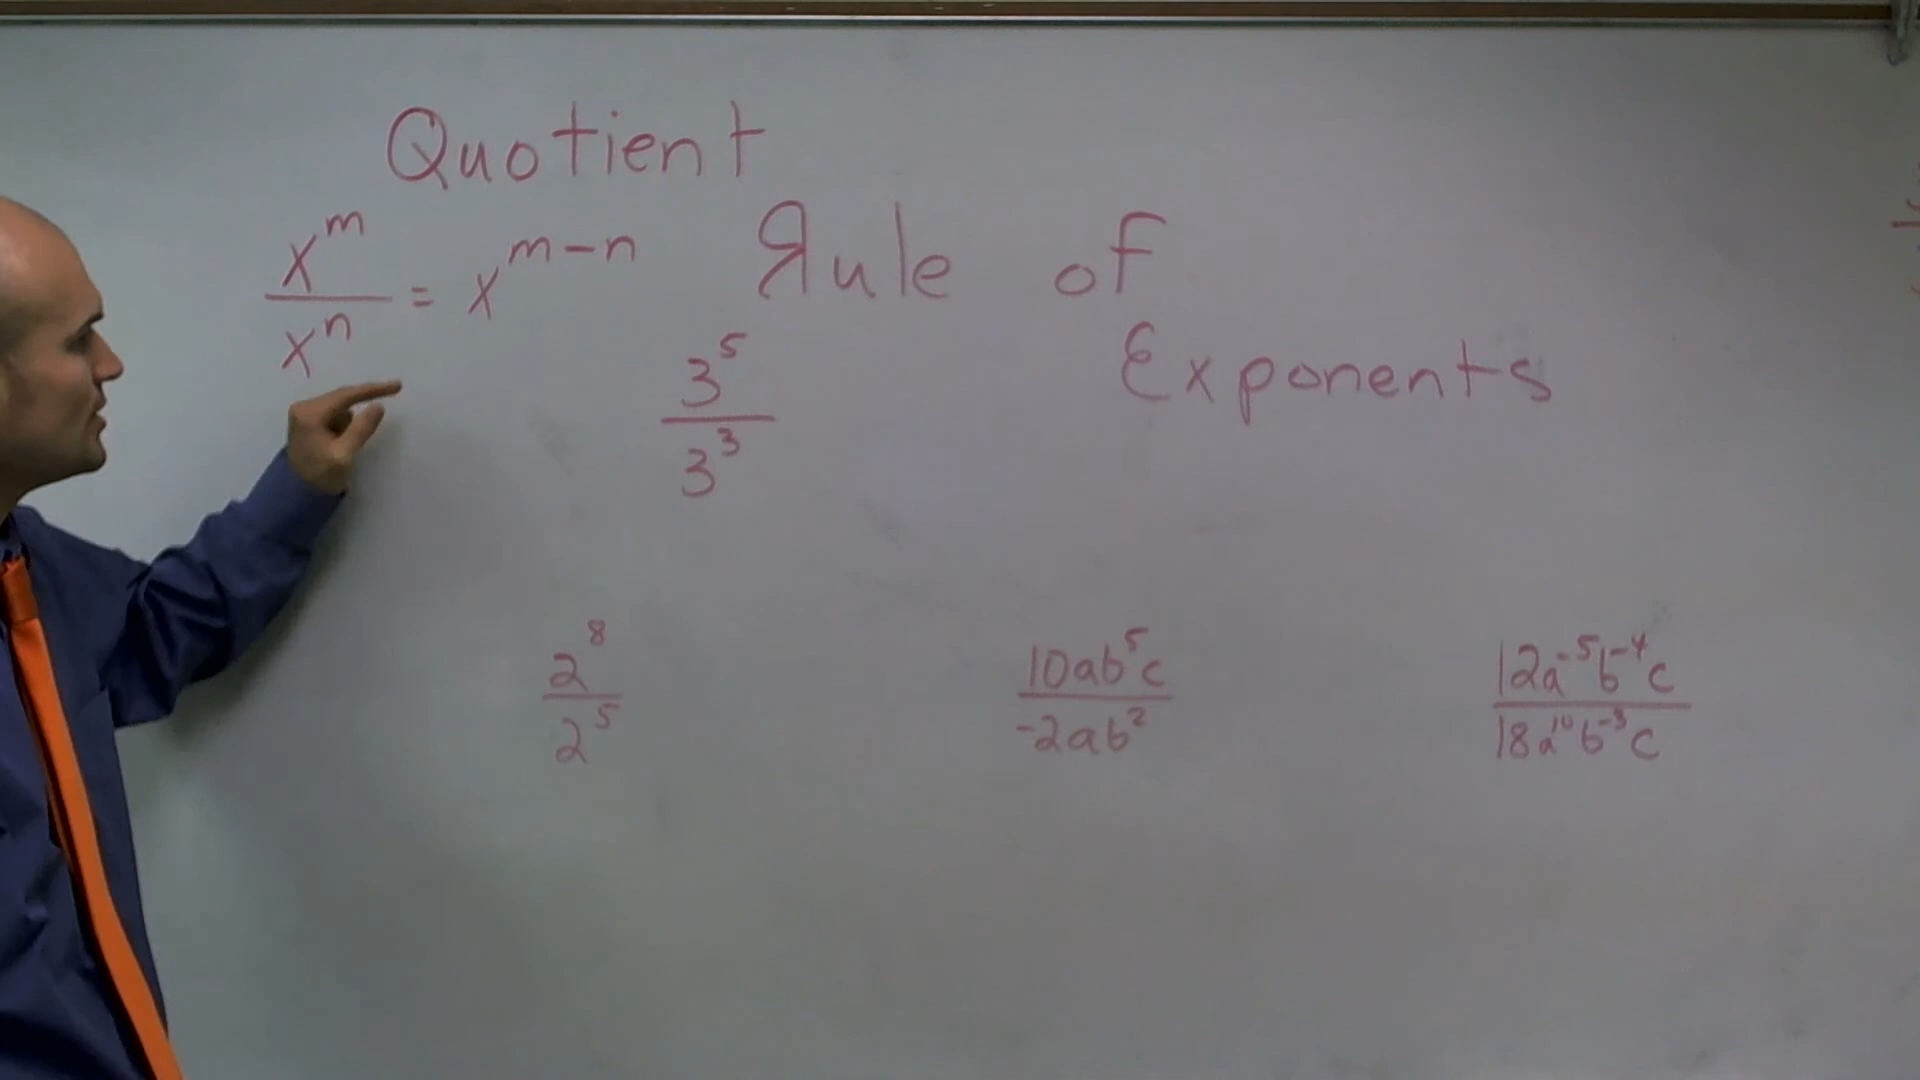 Quotient
Rule of
Exponents
x^m / x^n = x^(m-n)
3^5 / 3^3
2^8 / 2^5
10ab^5c / -2ab^2
12a^-5b^-4c / 18a^10b^-3c